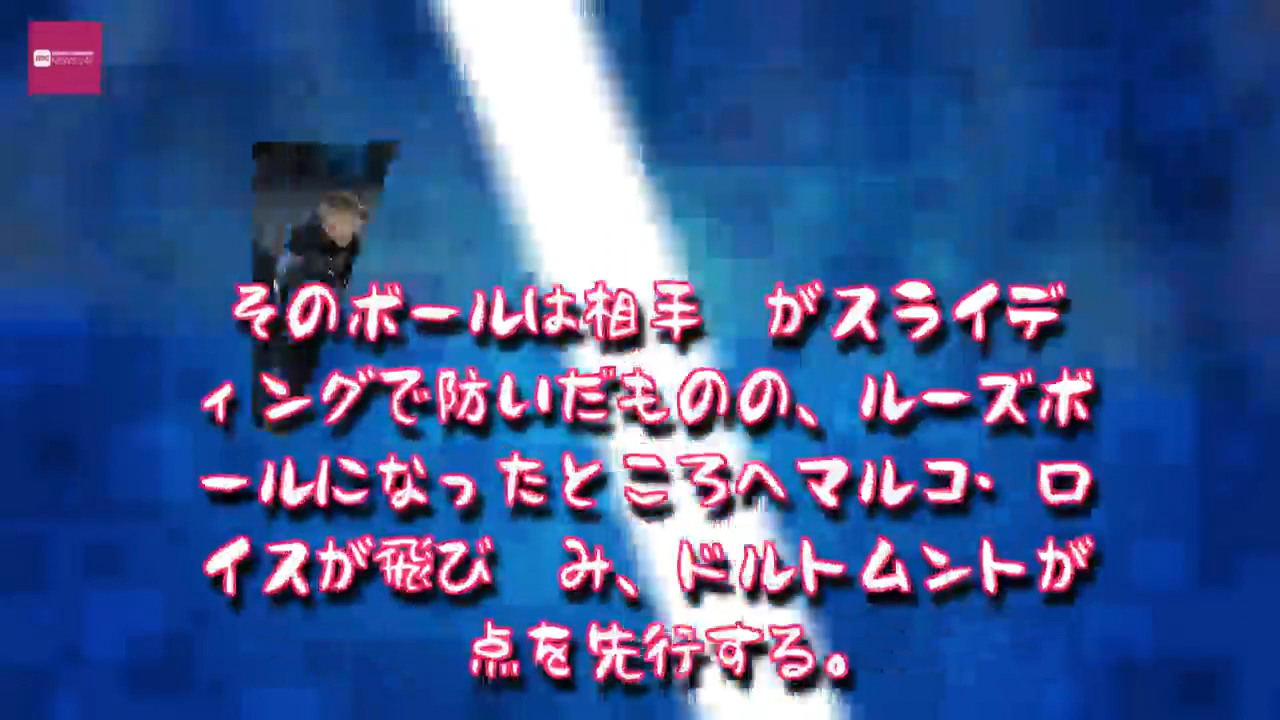 そのボールは相手　がスライデ
ィングで防いだものの、ルーズボ
ールになったところへマルコ・ロ
イスが飛び　み、ドルトムントが
点を先行する。